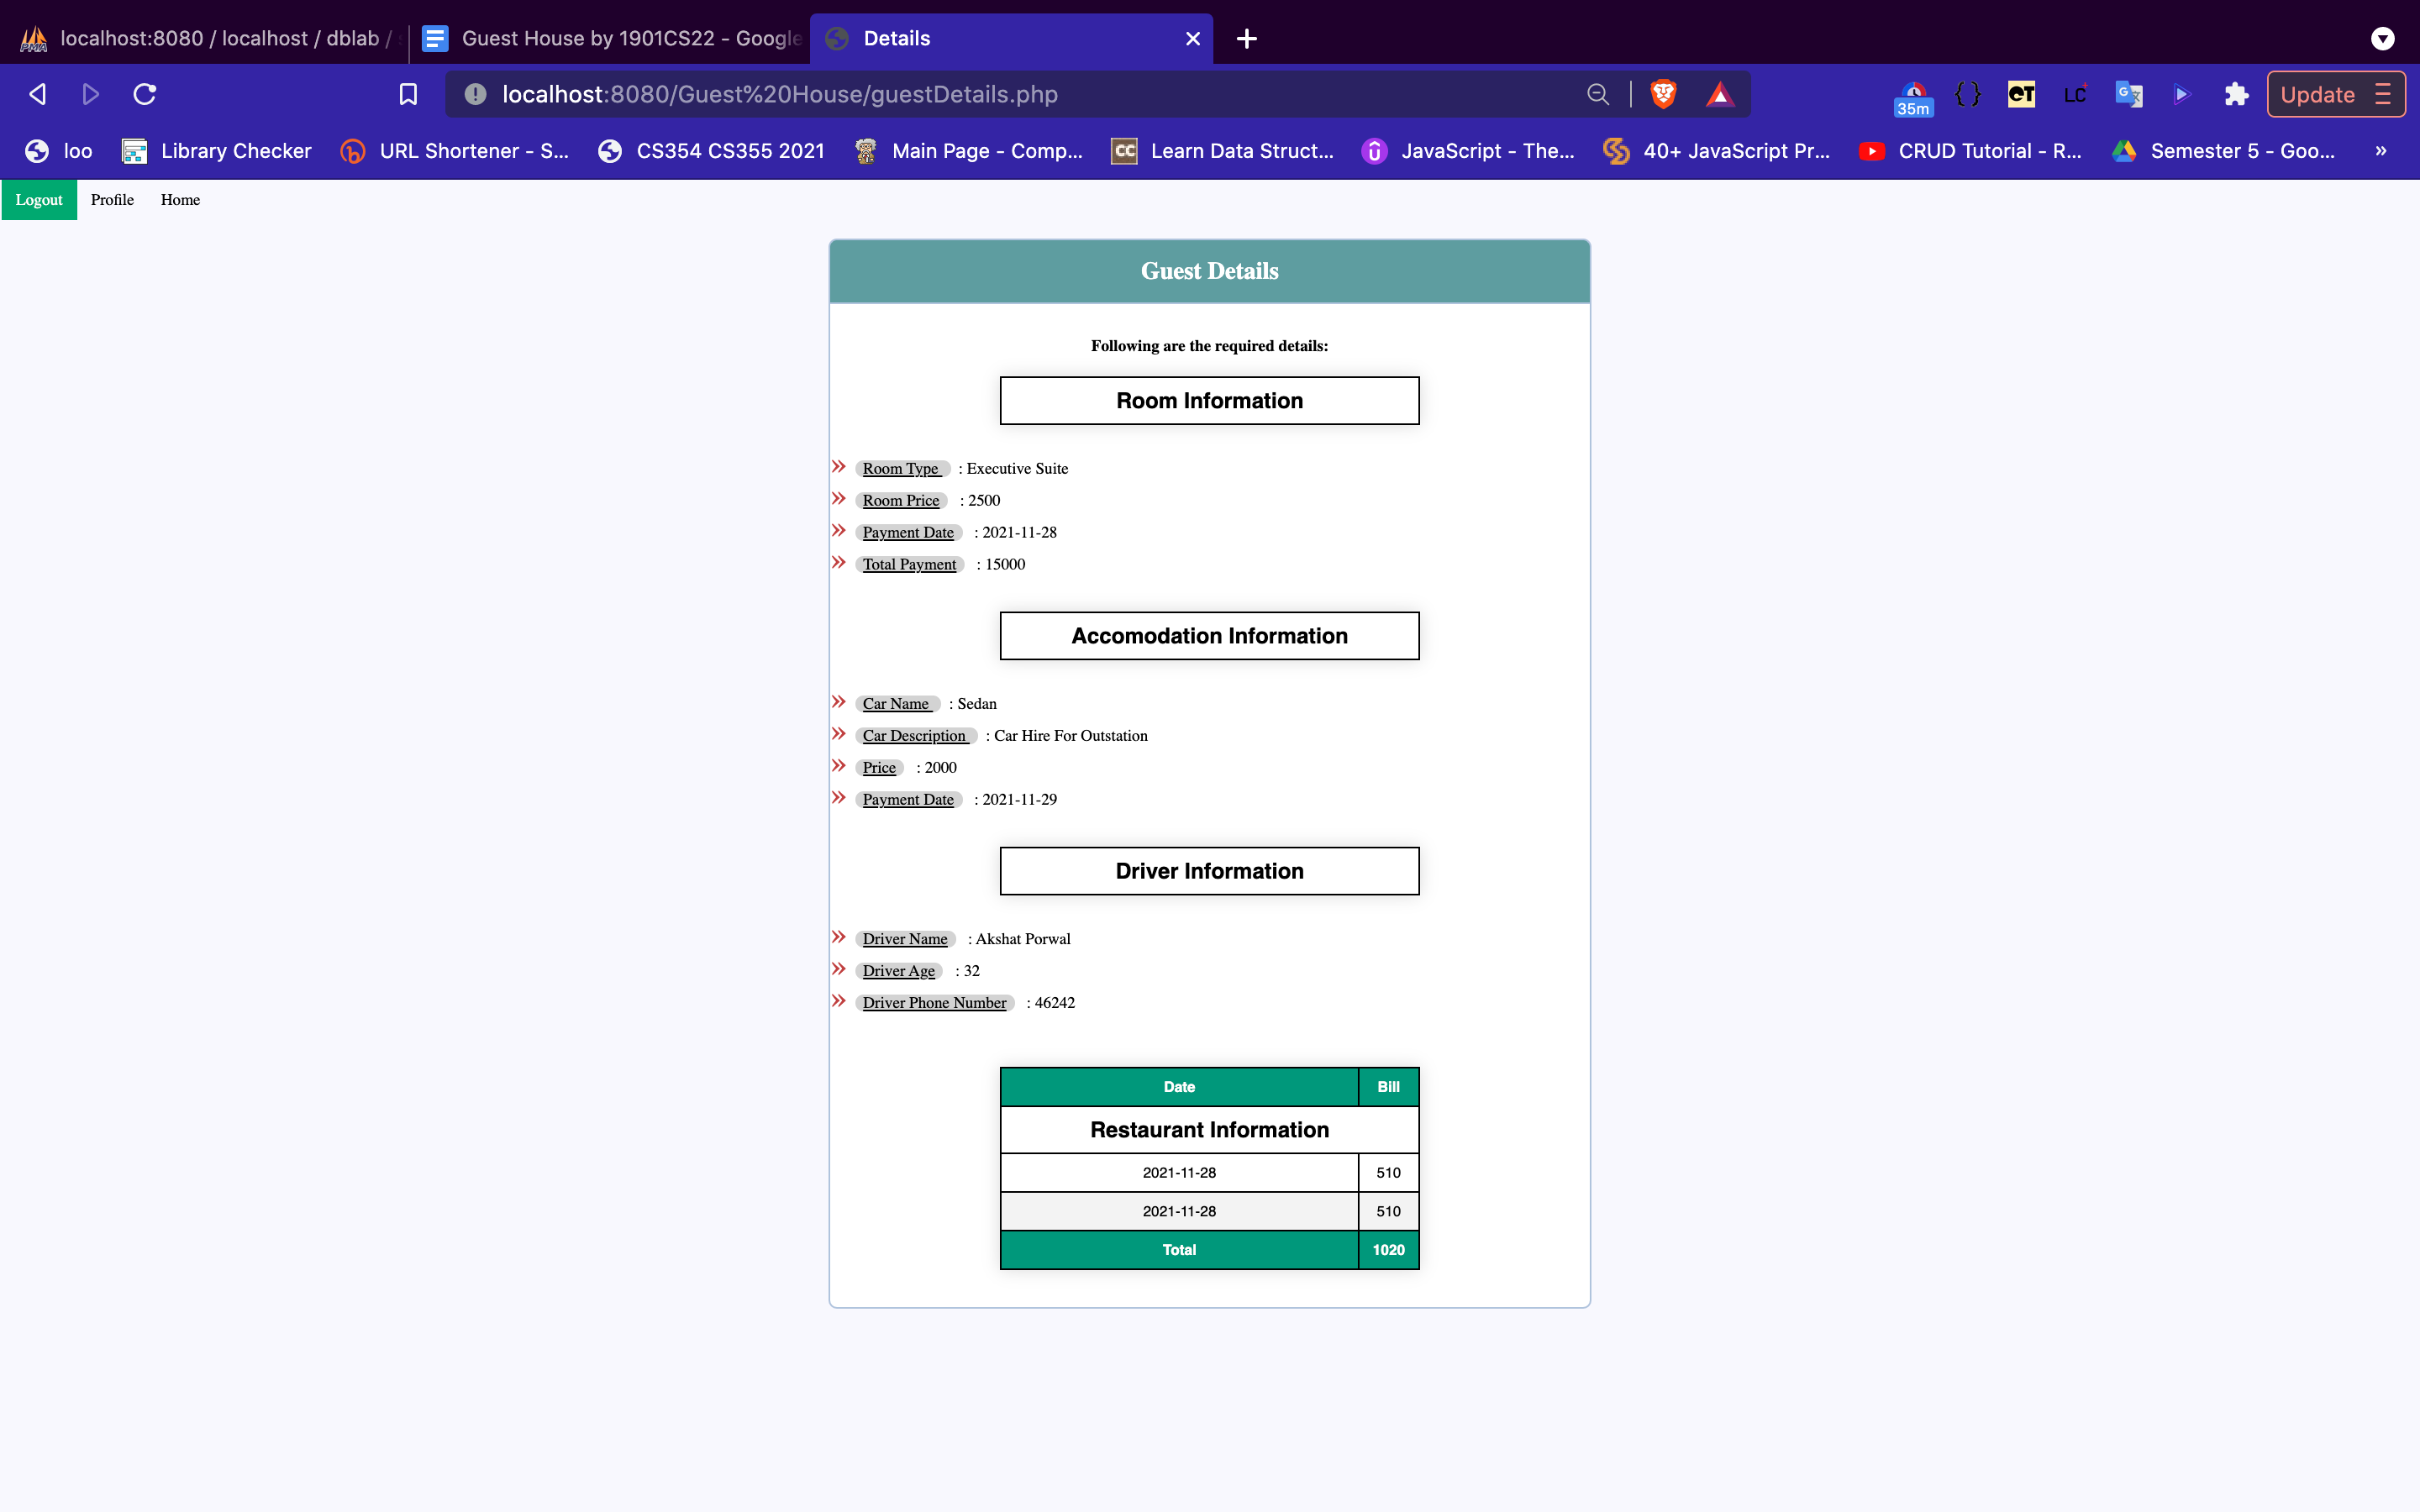 localhost:8080 / localhost / dblab /
Guest House by 1901CS22 - Google
Details
localhost:8080/Guest%20House/guestDetails.php
35m
LC
Update
loo
Library Checker
URL Shortener - S...
CS354 CS355 2021
Main Page - Comp...
CC
Learn Data Struct...
JavaScript - The...
40+ JavaScript Pr...
CRUD Tutorial - R...
Semester 5 - Goo...
»
Logout Profile Home
Guest Details
Following are the required details:
Room Information
Room Type : Executive Suite
Room Price : 2500
Payment Date : 2021-11-28
Total Payment : 15000
Accomodation Information
Car Name : Sedan
Car Description : Car Hire For Outstation
Price : 2000
Payment Date : 2021-11-29
Driver Information
Driver Name : Akshat Porwal
Driver Age : 32
Driver Phone Number : 46242
Date Bill
Restaurant Information
2021-11-28 510
2021-11-28 510
Total 1020